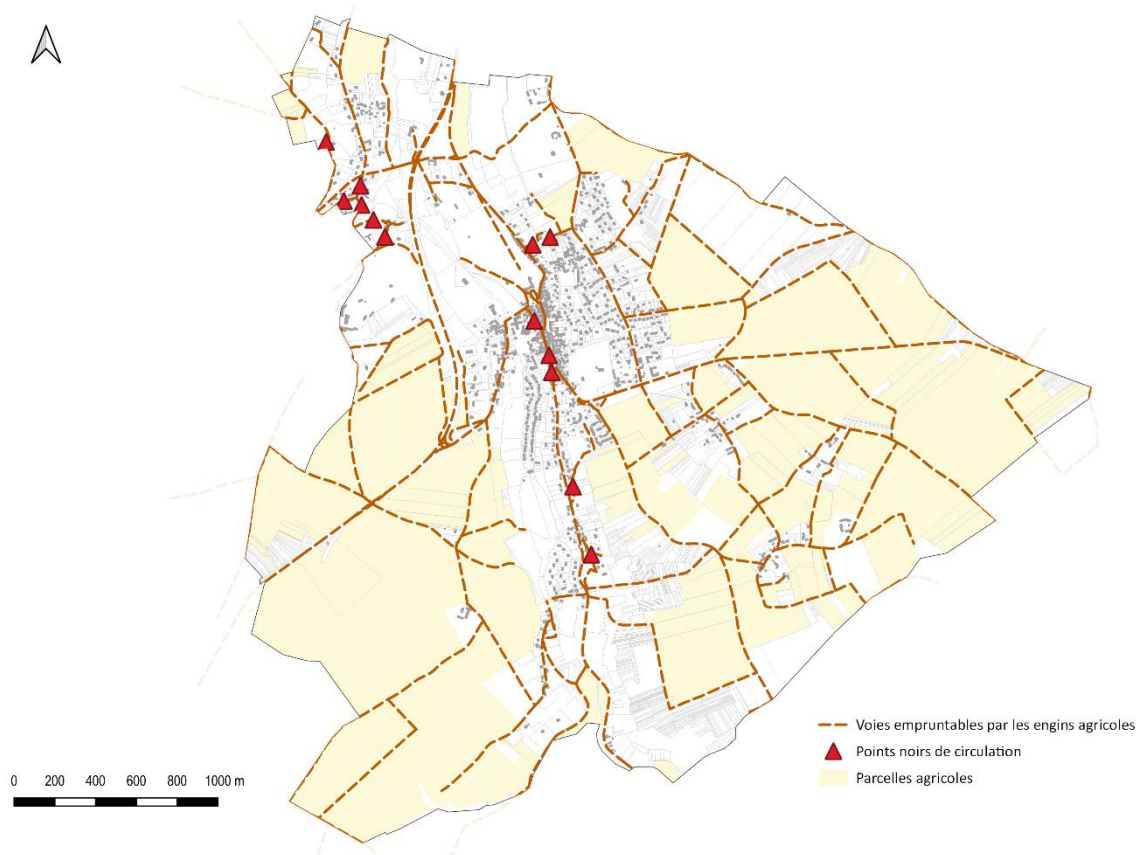 Voies empruntables par les engins agricoles
Points noirs de circulation
Parcelles agricoles
0 200 400 600 800 1000 m